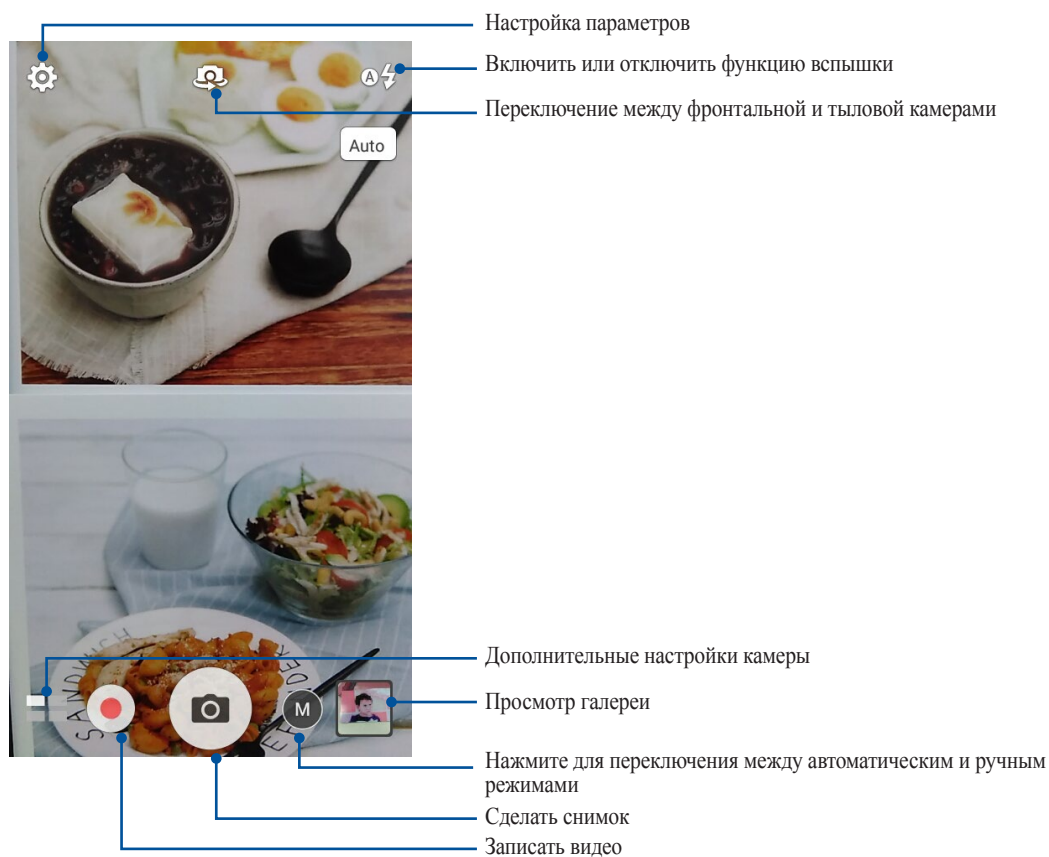 Настройка параметров
Включить или отключить функцию вспышки
Переключение между фронтальной и тыловой камерами
A
Auto
Дополнительные настройки камеры
SANDWICH
M
Просмотр галереи
Нажмите для переключения между автоматическим и ручным
режимами
Сделать снимок
Записать видео